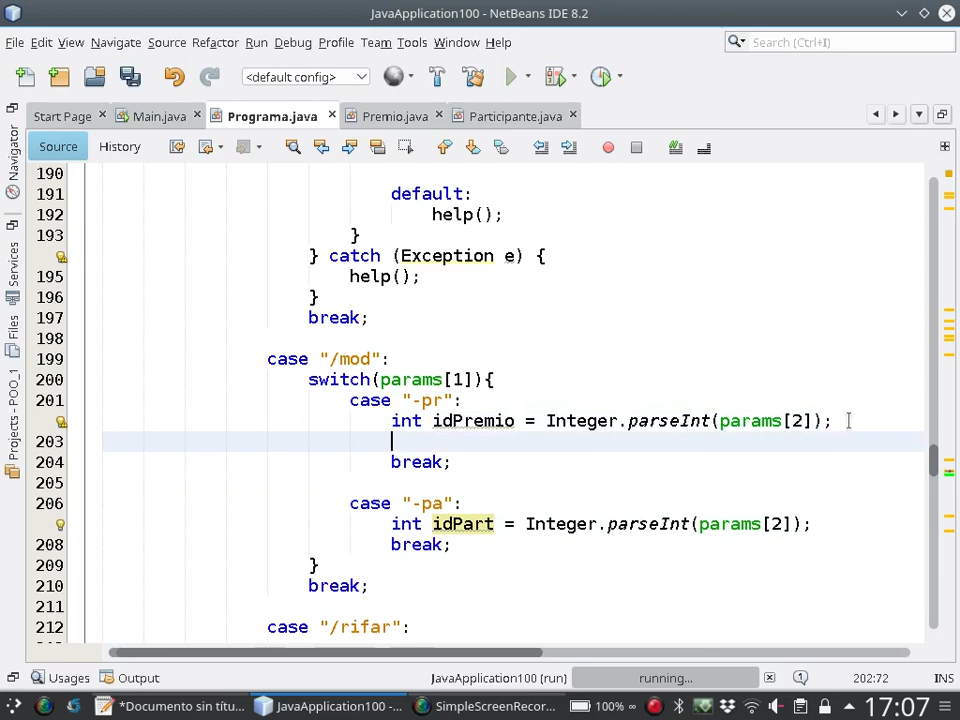 JavaApplication100 - NetBeans IDE 8.2
File Edit View Navigate Source Refactor Run Debug Profile Team Tools Window Help
Search (Ctrl+I)
<default config>
Start Page Main.java Programa.java Premio.java Participante.java
Source History
Navigator
Services
Files
Projects - POO_1
190
191 default:
192 help();
193 }
} catch (Exception e) {
195 help();
196 }
197 break;
198
199 case "/mod":
200 switch(params[1]){
201 case "-pr":
int idPremio = Integer.parseInt(params[2]);
203
204 break;
205
206 case "-pa":
int idPart = Integer.parseInt(params[2]);
208 break;
209 }
210 break;
211
212 case "/rifar":
Usages Output JavaApplication100 (run) running... 1 202:72 INS
*Documento sin títu... JavaApplication100 -... SimpleScreenRecor... 100% 17:07